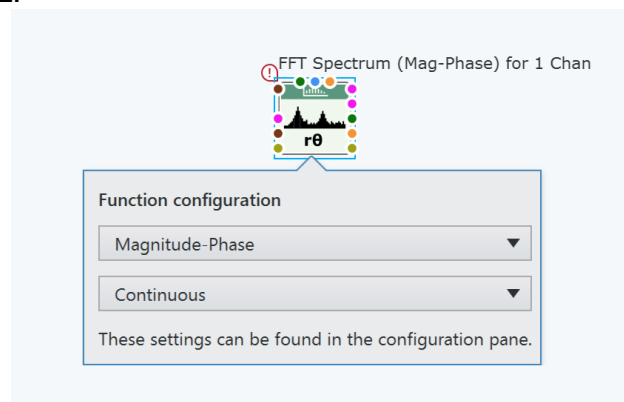 FFT Spectrum (Mag-Phase) for 1 Chan
rθ
Function configuration
Magnitude-Phase
Continuous
These settings can be found in the configuration pane.